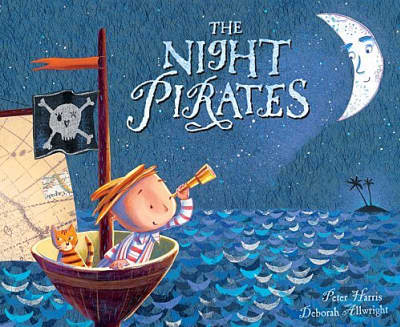 THE
NIGHT
PIRATES
Peter Harris
Deborah Allwright